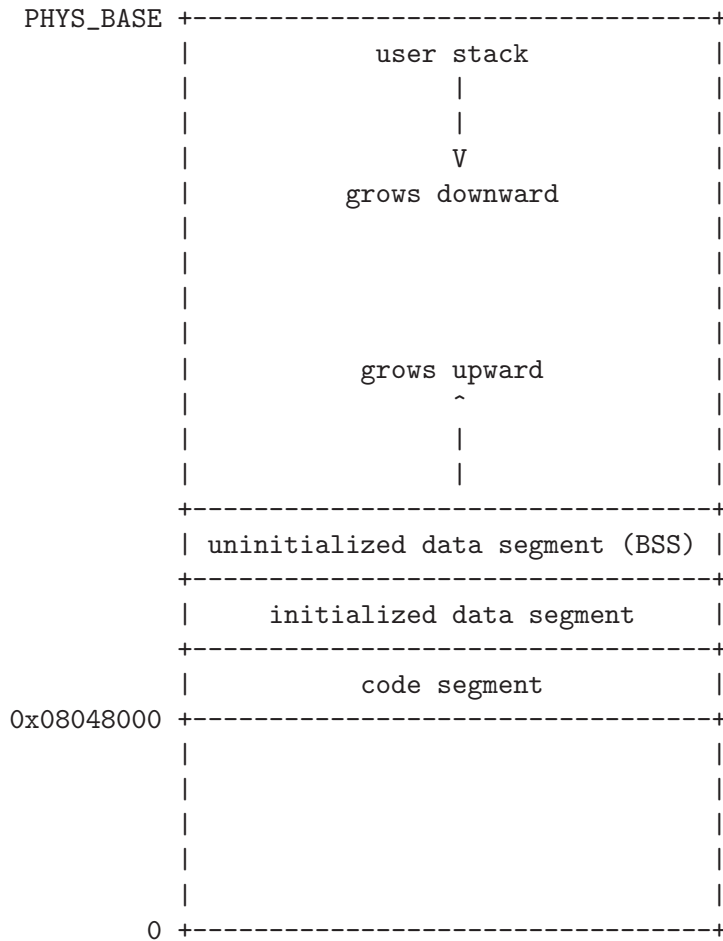 PHYS_BASE +----------------------------------+
          |            user stack            |
          |                 |                |
          |                 |                |
          |                 V                |
          |          grows downward          |
          |                                  |
          |                                  |
          |                                  |
          |                                  |
          |           grows upward           |
          |                 ^                |
          |                 |                |
          |                 |                |
          +----------------------------------+
          | uninitialized data segment (BSS) |
          +----------------------------------+
          |     initialized data segment     |
          +----------------------------------+
          |           code segment           |
0x08048000 +----------------------------------+
          |                                  |
          |                                  |
          |                                  |
          |                                  |
          |                                  |
        0 +----------------------------------+